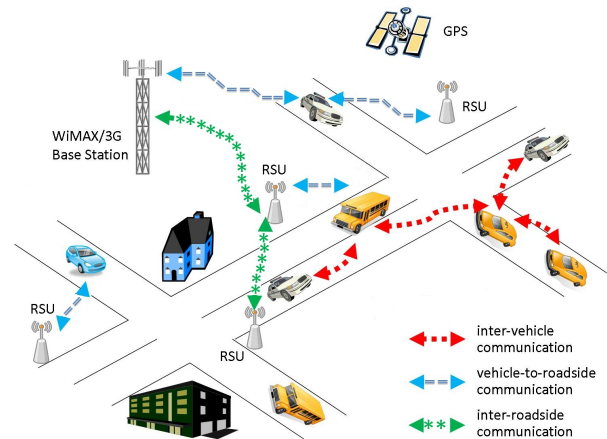 GPS
RSU
WiMAX/3G
Base Station
RSU
RSU
RSU
inter-vehicle
communication
vehicle-to-roadside
communication
inter-roadside
communication